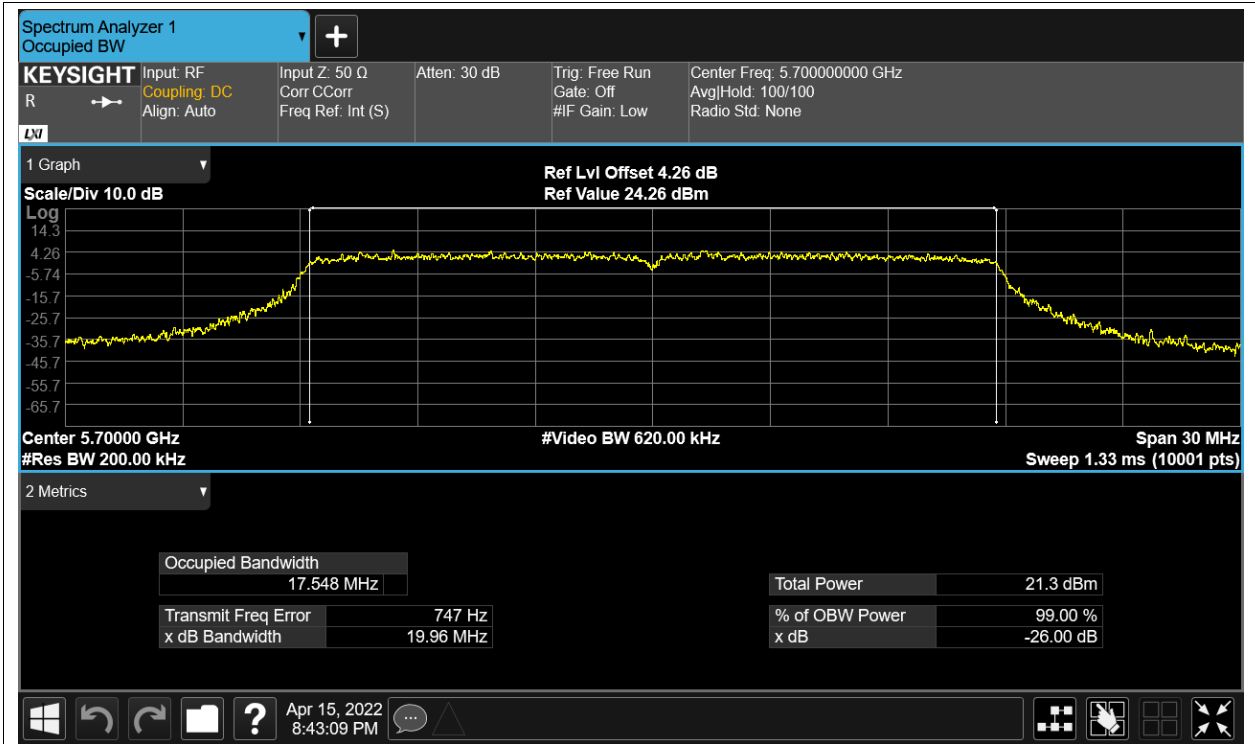 Spectrum Analyzer 1
Occupied BW
KEYSIGHT
R
LXI
Input: RF
Coupling: DC
Align: Auto
Input Z: 50 Ω
Corr CCorr
Freq Ref: Int (S)
Atten: 30 dB
Trig: Free Run
Gate: Off
#IF Gain: Low
Center Freq: 5.700000000 GHz
Avg|Hold: 100/100
Radio Std: None
1 Graph
Scale/Div 10.0 dB
Ref Lvl Offset 4.26 dB
Ref Value 24.26 dBm
Log
14.3
4.26
-5.74
-15.7
-25.7
-35.7
-45.7
-55.7
-65.7
Center 5.70000 GHz
#Res BW 200.00 kHz
#Video BW 620.00 kHz
Span 30 MHz
Sweep 1.33 ms (10001 pts)
2 Metrics
Occupied Bandwidth
17.548 MHz
Transmit Freq Error 747 Hz
x dB Bandwidth 19.96 MHz
Total Power 21.3 dBm
% of OBW Power 99.00 %
x dB -26.00 dB
?
Apr 15, 2022
8:43:09 PM